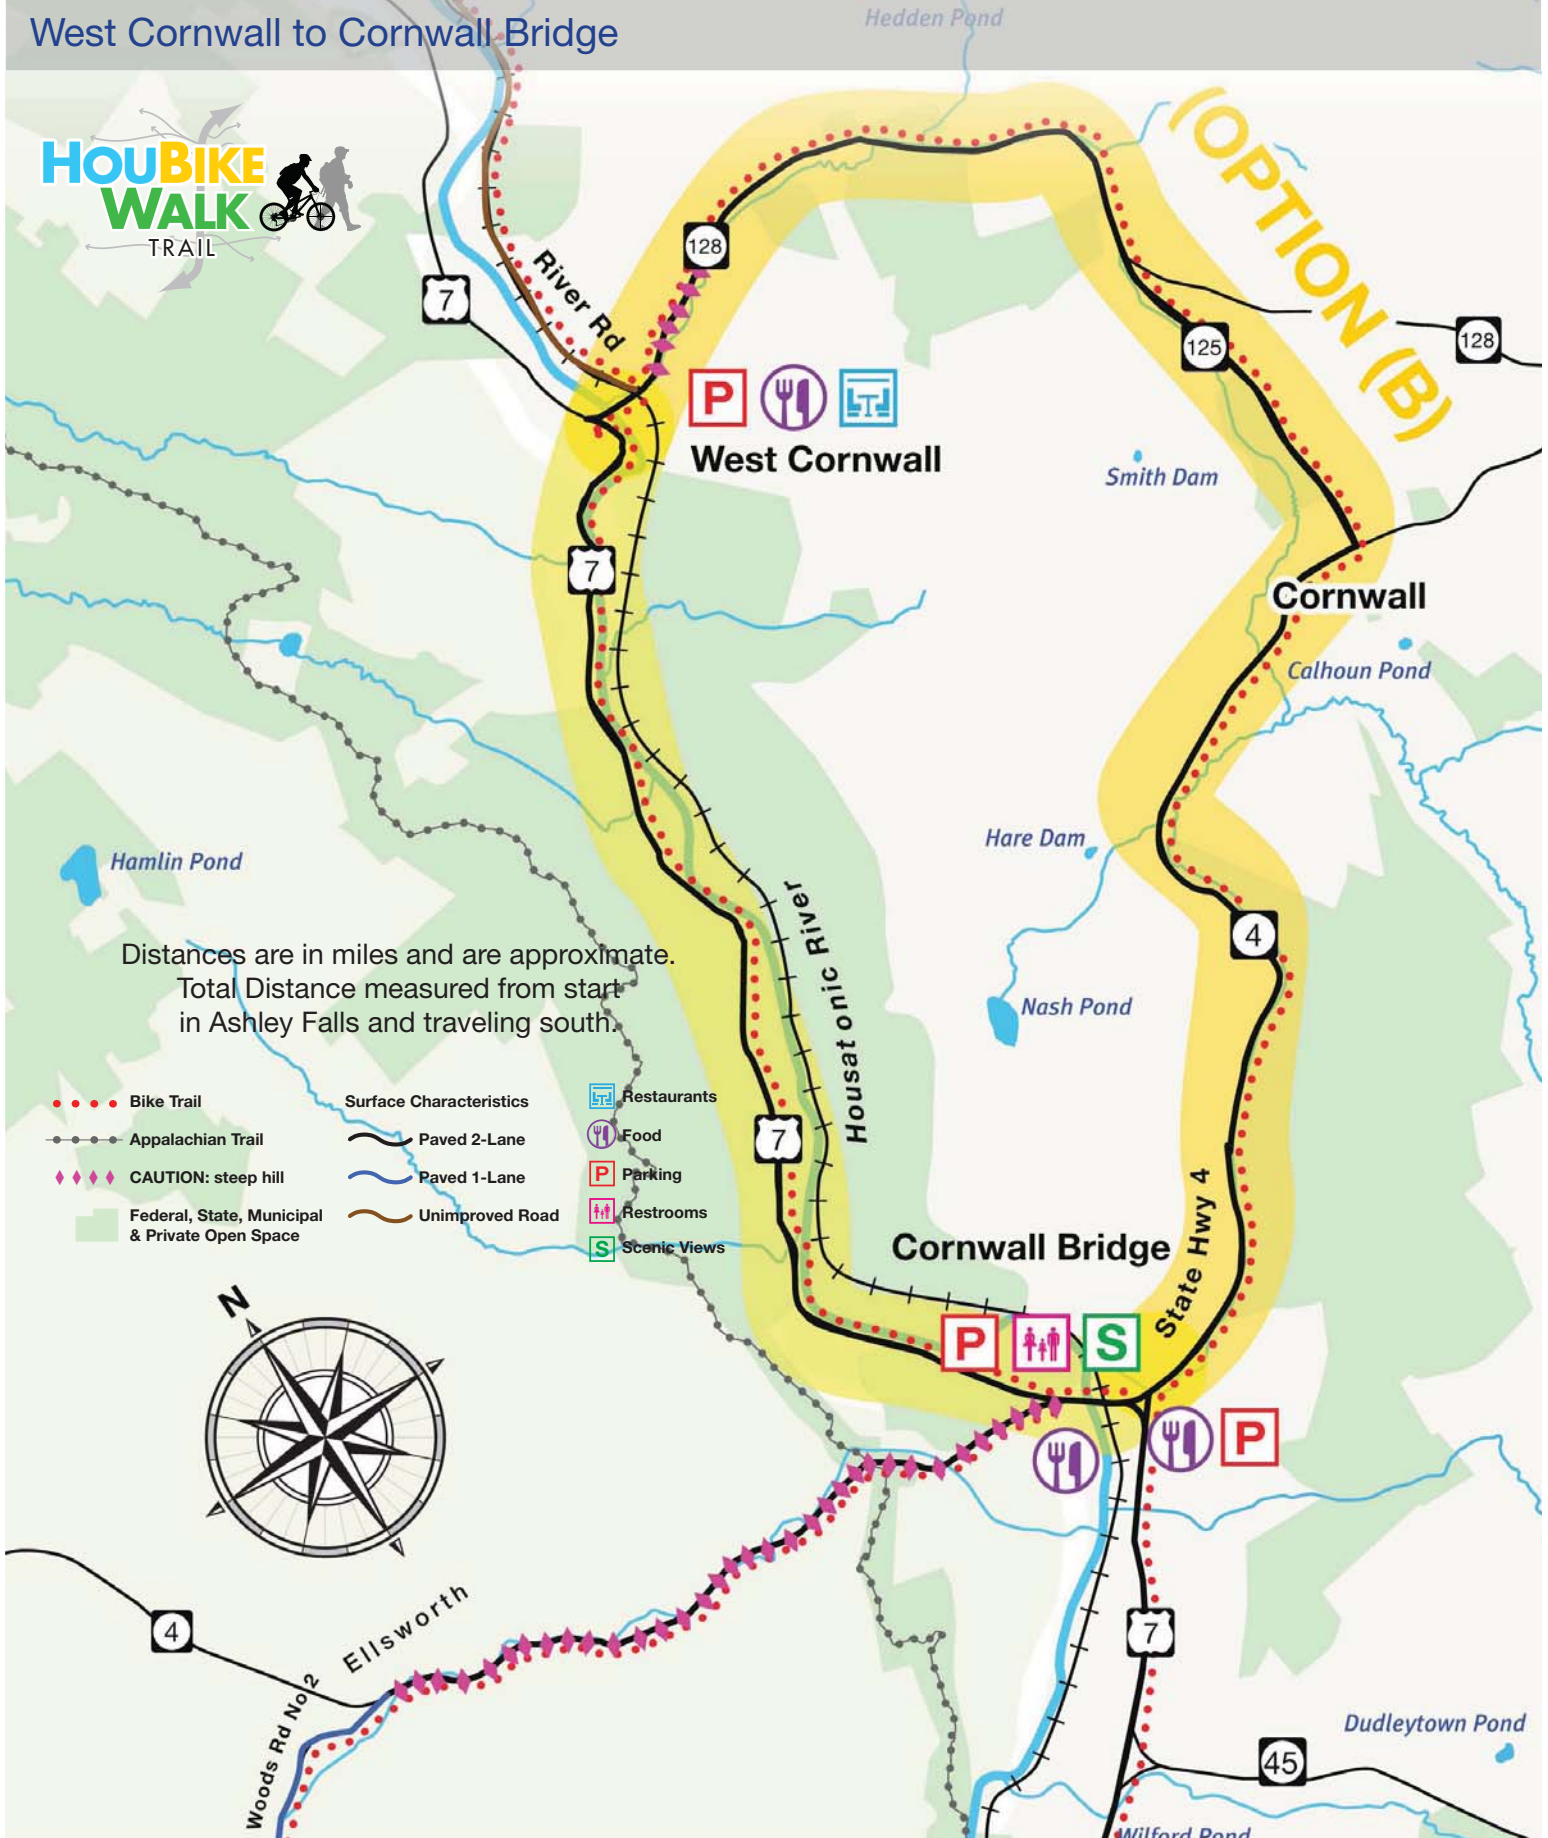 West Cornwall to Cornwall Bridge
Hedden Pond
(OPTION (B)
HOUBIKE
WALK
TRAIL
128
7
River Rd
125
128
P
West Cornwall
Smith Dam
7
Cornwall
Calhoun Pond
Hare Dam
Hamlin Pond
4
Housatonic River
Distances are in miles and are approximate.
Total Distance measured from start
in Ashley Falls and traveling south.
Nash Pond
Bike Trail
Appalachian Trail
CAUTION: steep hill
Federal, State, Municipal
& Private Open Space
Surface Characteristics
Paved 2-Lane
Paved 1-Lane
Unimproved Road
Restaurants
Food
P Parking
Restrooms
S Scenic Views
7
State Hwy 4
Cornwall Bridge
P
S
N
P
4
Ellsworth
Woods Rd No 2
7
Dudleytown Pond
45
Wilford Pond